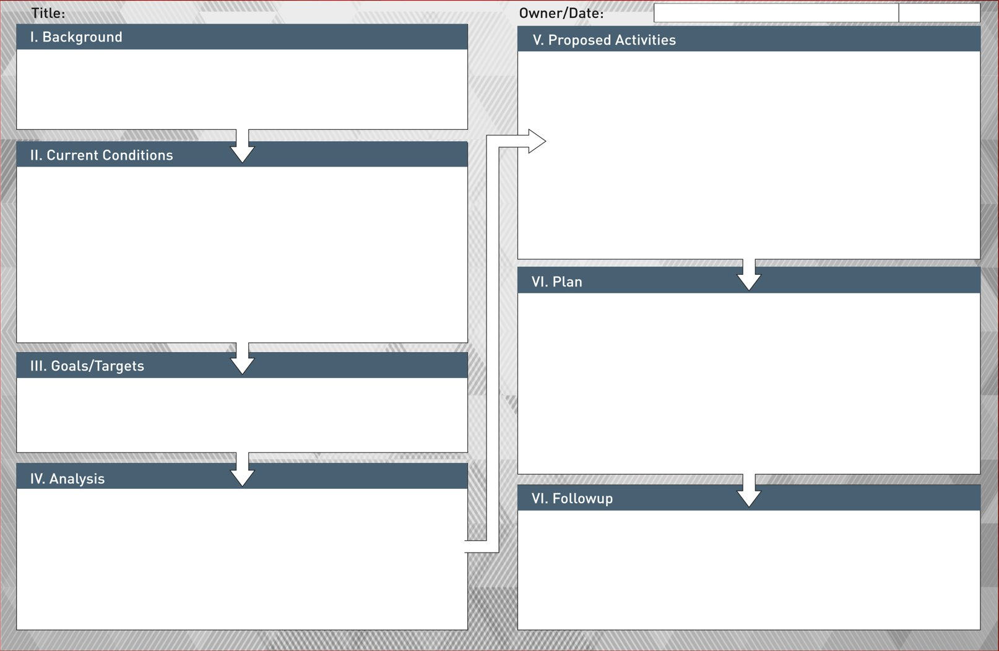 Title:
I. Background
II. Current Conditions
III. Goals/Targets
IV. Analysis
Owner/Date:
V. Proposed Activities
VI. Plan
VI. Followup